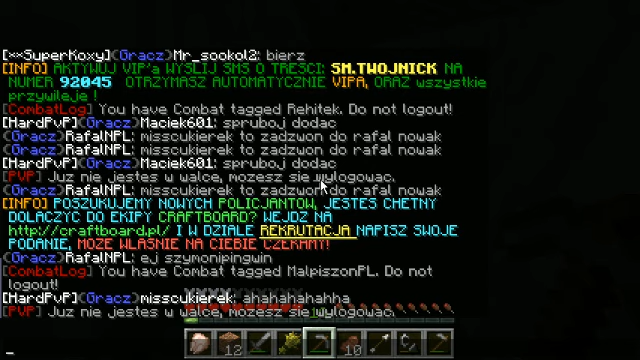 [**SuperKoxy](Gracz)Mr_sookol2: bierz
[INFO] AKTYWUJ VIP'a WYSLIJ SMS O TRESCI: SM.TWOJNICK NA
NUMER 92045 OTRZYMASZ AUTOMATYCZNIE VIPA, ORAZ wszystkie
przywileje !
[CombatLog] You have Combat tagged Rehitek. Do not logout!
[HardPvP](Gracz)Maciek601: spruboj dodac
(Gracz)RafalNPL: misscukierek to zadzwon do rafal nowak
(Gracz)RafalNPL: misscukierek to zadzwon do rafal nowak
[HardPvP](Gracz)Maciek601: spruboj dodac
[PVP] Juz nie jestes w walce, mozesz sie wylogowac.
(Gracz)RafalNPL: misscukierek to zadzwon do rafal nowak
[INFO] POSZUKUJEMY NOWYCH POLICJANTOW, JESTES CHETNY
DOLACZYC DO EKIPY CRAFTBOARD? WEJDZ NA
http://craftboard.pl/ I W DZIALE REKRUTACJA NAPISZ SWOJE
PODANIE, MOZE WLASNIE NA CIEBIE CZEKAMY!
(Gracz)RafalNPL: ej szymonipinguin
[CombatLog] You have Combat tagged MalpiszonPL. Do not
logout!
[HardPvP](Gracz)misscukierek: ahahahahahha
[PVP] Juz nie jestes w walce, mozesz sie wylogowac.
12 10